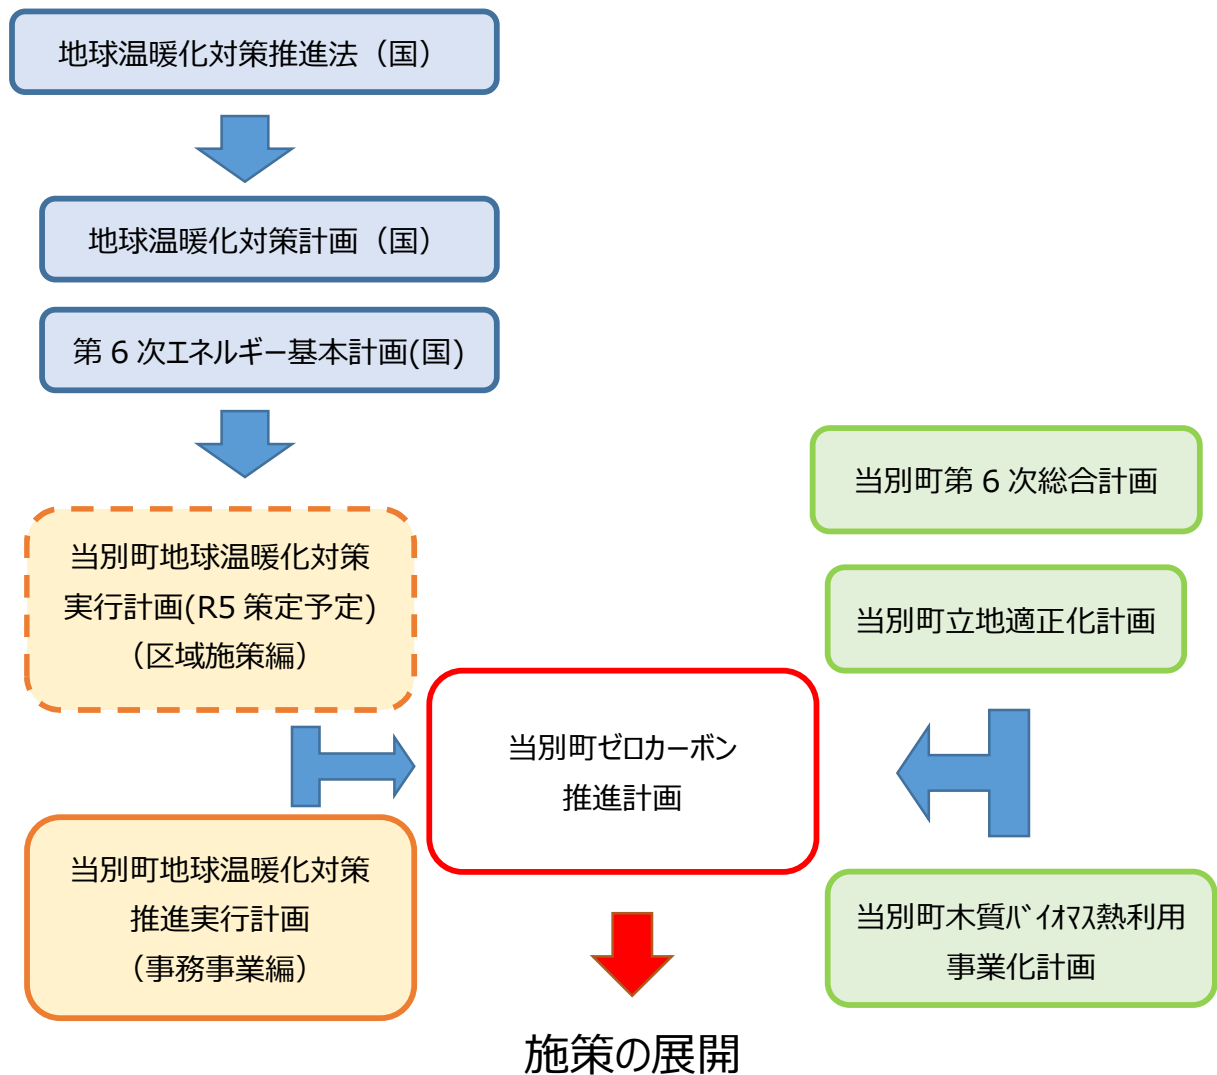 地球温暖化対策推進法（国）
地球温暖化対策計画（国）
第 6 次エネルギー基本計画(国)
当別町地球温暖化対策
実行計画(R5 策定予定)
（区域施策編）
当別町地球温暖化対策
推進実行計画
（事務事業編）
当別町ゼロカーボン
推進計画
当別町第 6 次総合計画
当別町立地適正化計画
当別町木質ﾊﾞｲｵﾏｽ熱利用
事業化計画
施策の展開